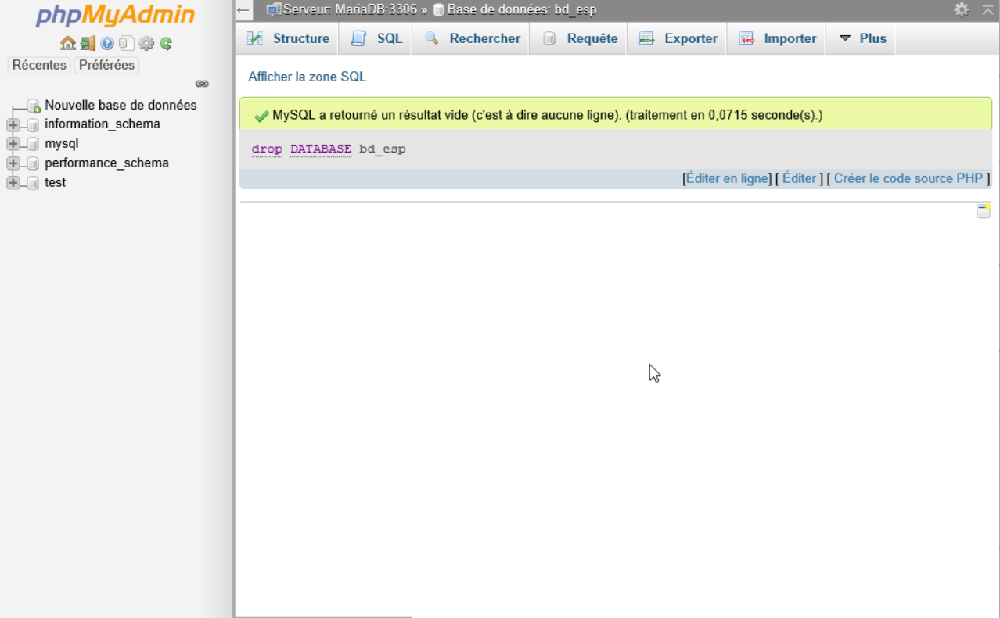 phpMyAdmin
Récentes Préférées
Nouvelle base de données
information_schema
mysql
performance_schema
test
← Serveur: MariaDB:3306 » Base de données: bd_esp
Structure SQL Rechercher Requête Exporter Importer Plus
Afficher la zone SQL
MySQL a retourné un résultat vide (c'est à dire aucune ligne). (traitement en 0,0715 seconde(s).)
drop DATABASE bd_esp
[Éditer en ligne] [ Éditer ] [ Créer le code source PHP ]